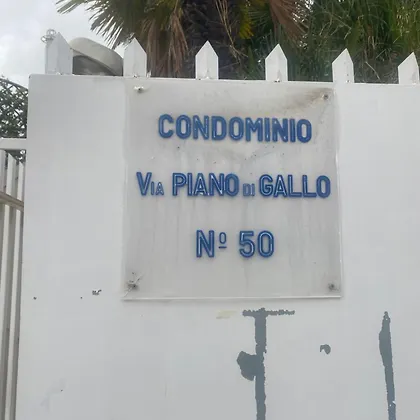 CONDOMINIO
VIA PIANO DI GALLO
Nº 50